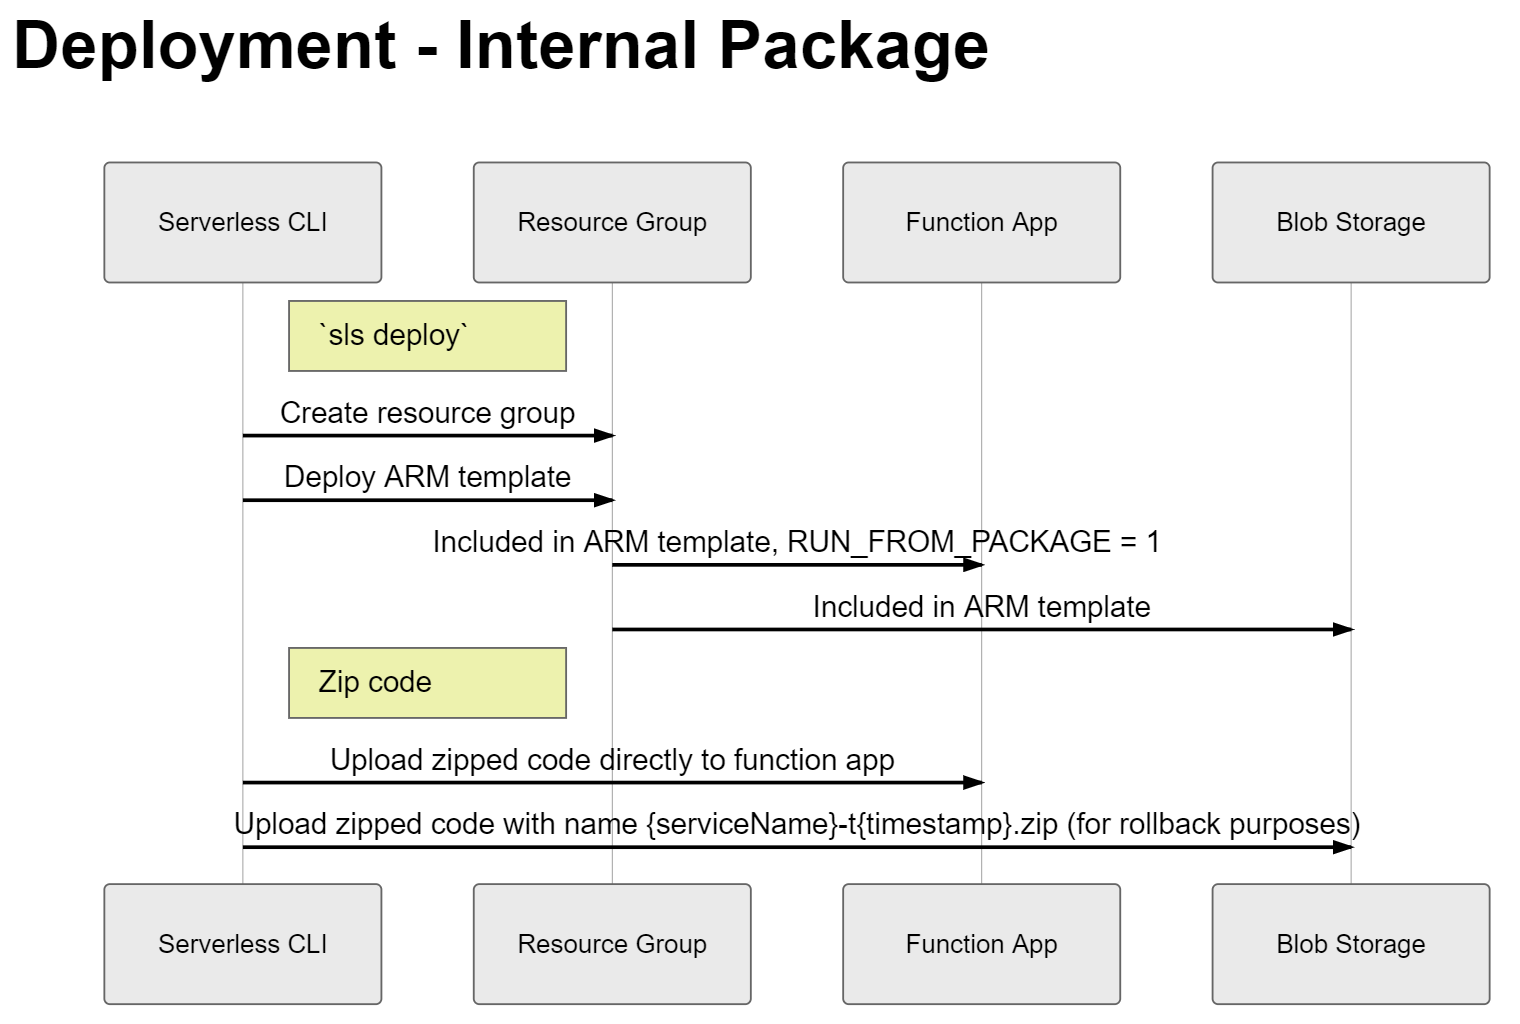 Deployment - Internal Package
Serverless CLI
Resource Group
Function App
Blob Storage
`sls deploy`
Create resource group
Deploy ARM template
Included in ARM template, RUN_FROM_PACKAGE = 1
Included in ARM template
Zip code
Upload zipped code directly to function app
Upload zipped code with name {serviceName}-t{timestamp}.zip (for rollback purposes)
Serverless CLI
Resource Group
Function App
Blob Storage